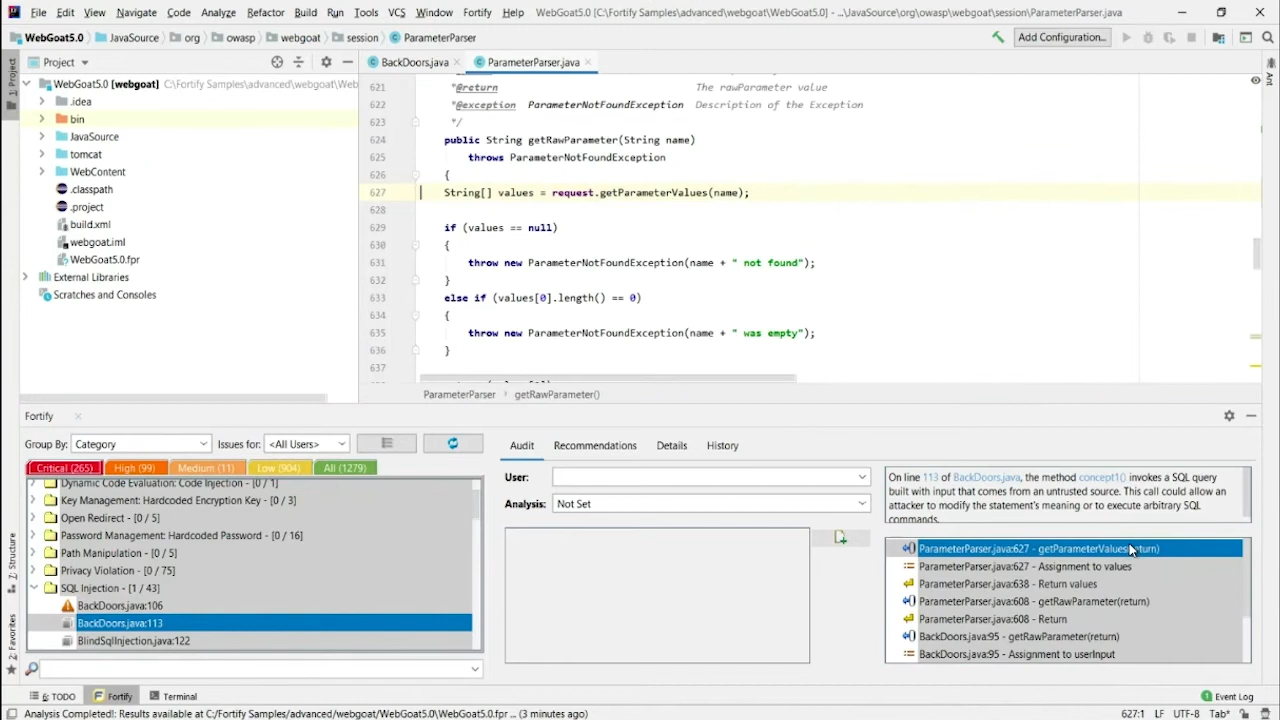 File Edit View Navigate Code Analyze Refactor Build Run Tools VCS Window Fortify Help WebGoat5.0 [C:\Fortify Samples\advanced\webgoat\WebGoat5.0] - ...\JavaSource\org\owasp\webgoat\session\ParameterParser.java
WebGoat5.0 JavaSource org owasp webgoat session ParameterParser
Add Configuration...
1: Project
Project
WebGoat5.0 [webgoat] C:\Fortify Samples\advanced\webgoat\Web
.idea
bin
JavaSource
tomcat
WebContent
.classpath
.project
build.xml
webgoat.iml
WebGoat5.0.fpr
External Libraries
Scratches and Consoles
BackDoors.java ParameterParser.java
Ant
621 *@return The rawParameter value
622 *@exception ParameterNotFoundException Description of the Exception
623 */
624 public String getRawParameter(String name)
625 throws ParameterNotFoundException
626 {
627 String[] values = request.getParameterValues(name);
628
629 if (values == null)
630 {
631 throw new ParameterNotFoundException(name + " not found");
632 }
633 else if (values[0].length() == 0)
634 {
635 throw new ParameterNotFoundException(name + " was empty");
636 }
637
ParameterParser › getRawParameter()
Fortify
Group By: Category Issues for: <All Users>
Critical (265) High (99) Medium (11) Low (904) All (1279)
Dynamic Code Evaluation: Code Injection - [0 / 1]
Key Management: Hardcoded Encryption Key - [0 / 3]
Open Redirect - [0 / 5]
Password Management: Hardcoded Password - [0 / 16]
Path Manipulation - [0 / 5]
Privacy Violation - [0 / 75]
SQL Injection - [1 / 43]
BackDoors.java:106
BackDoors.java:113
BlindSqlInjection.java:122
Z: Structure
2: Favorites
Audit Recommendations Details History
User:
Analysis: Not Set
On line 113 of BackDoors.java, the method concept1() invokes a SQL query
built with input that comes from an untrusted source. This call could allow an
attacker to modify the statement's meaning or to execute arbitrary SQL
commands.
ParameterParser.java:627 - getParameterValues(return)
ParameterParser.java:627 - Assignment to values
ParameterParser.java:638 - Return values
ParameterParser.java:608 - getRawParameter(return)
ParameterParser.java:608 - Return
BackDoors.java:95 - getRawParameter(return)
BackDoors.java:95 - Assignment to userInput
6: TODO Fortify Terminal
1 Event Log
Analysis Completed!: Results available at C:/Fortify Samples/advanced/webgoat/WebGoat5.0/WebGoat5.0.fpr ... (3 minutes ago)
627:1 LF UTF-8 Tab*